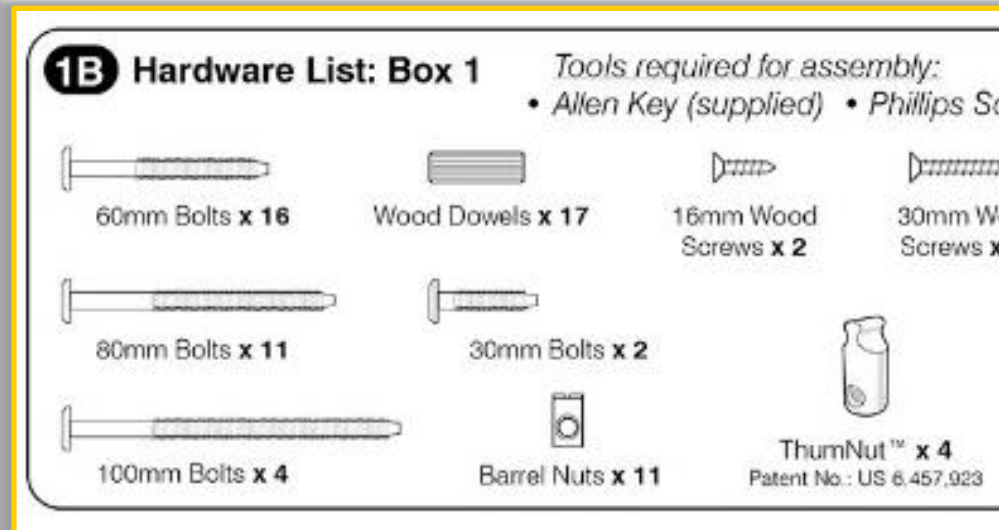 1B Hardware List: Box 1
Tools required for assembly:
• Allen Key (supplied) • Phillips
60mm Bolts x 16
Wood Dowels x 17
16mm Wood
Screws x 2
30mm
Screws
80mm Bolts x 11
30mm Bolts x 2
100mm Bolts x 4
Barrel Nuts x 11
ThumNut™ x 4
Patent No.: US 6,457,923